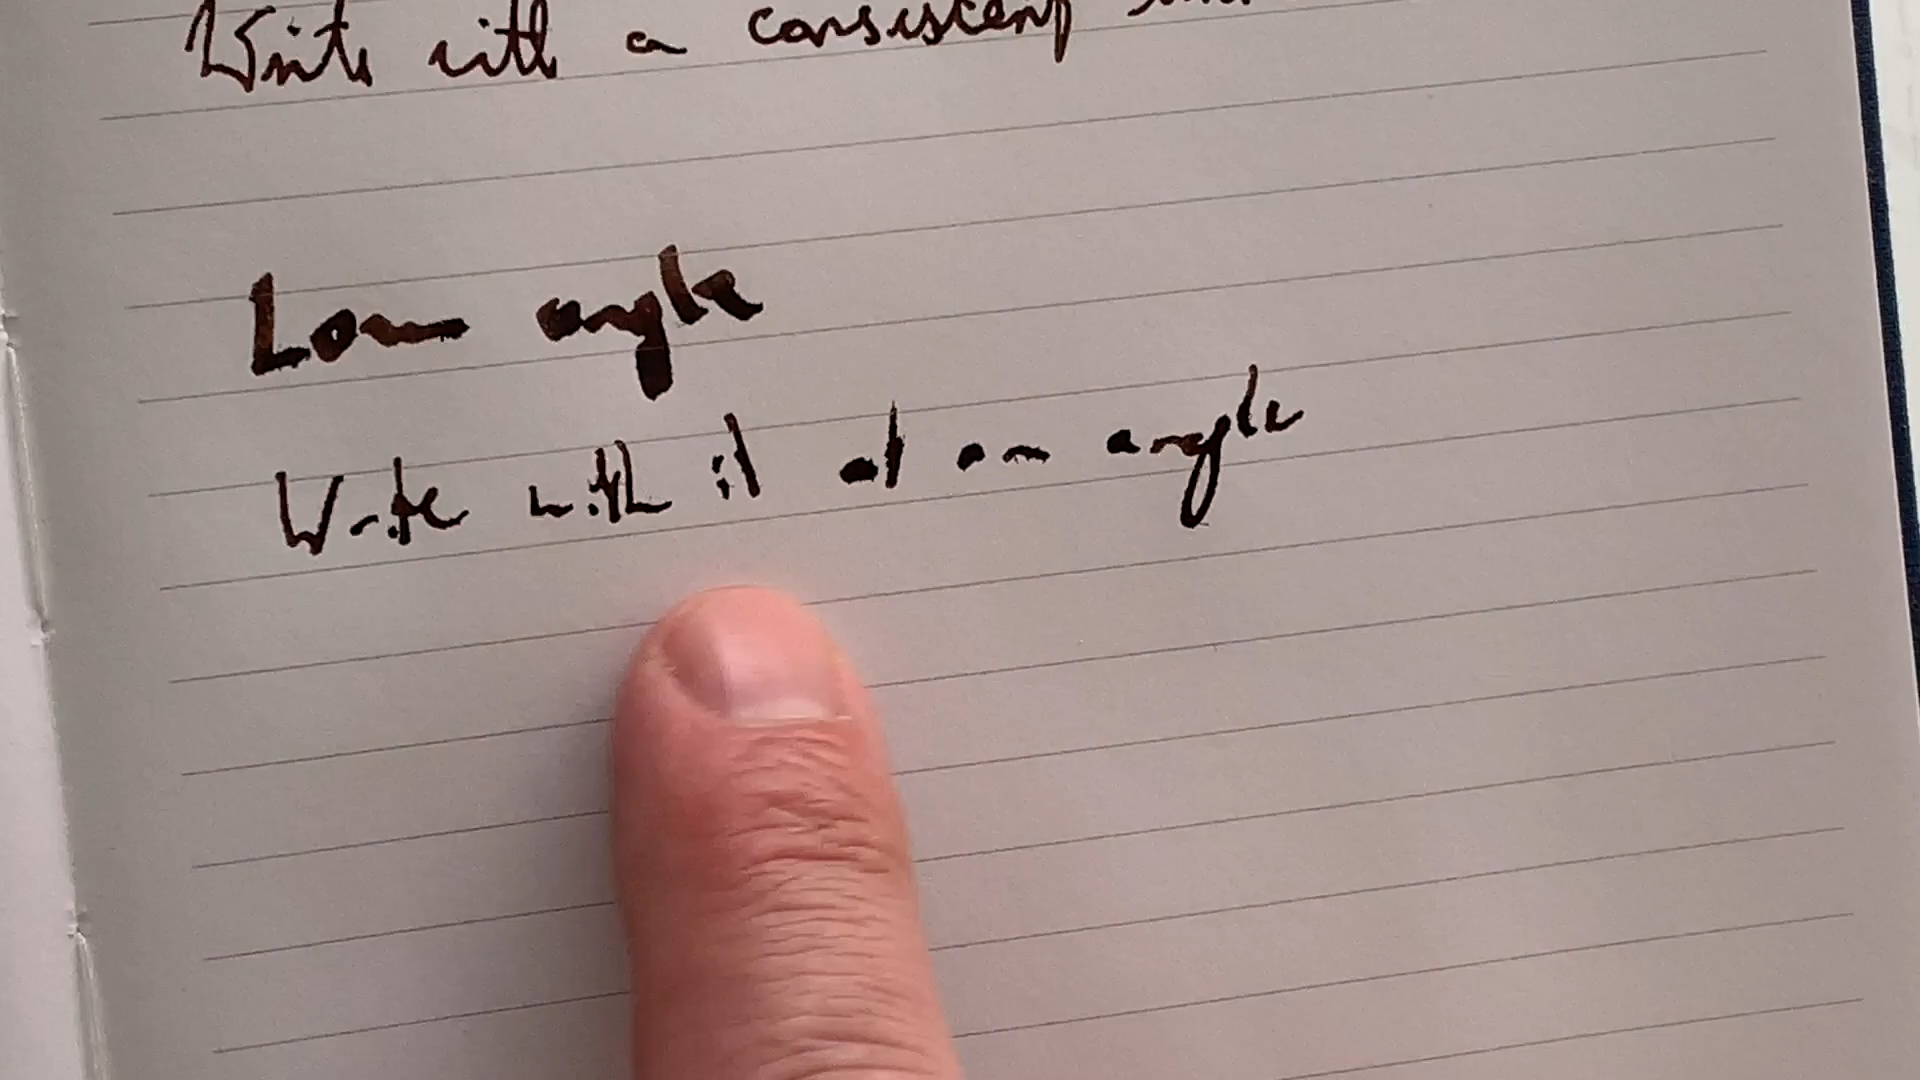 Write with a consistent
Low angle
Write with it at an angle